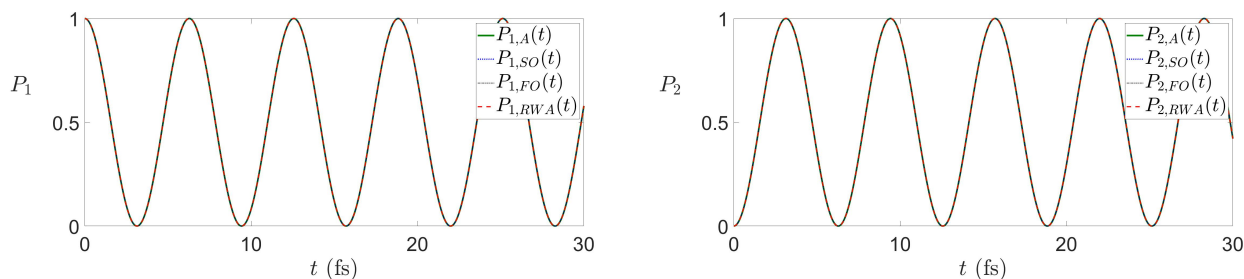 1
P_1
0.5
0
0 10 20 30
t (fs)
P_{1,A}(t)
P_{1,SO}(t)
P_{1,FO}(t)
P_{1,RWA}(t)
1
P_2
0.5
0
0 10 20 30
t (fs)
P_{2,A}(t)
P_{2,SO}(t)
P_{2,FO}(t)
P_{2,RWA}(t)